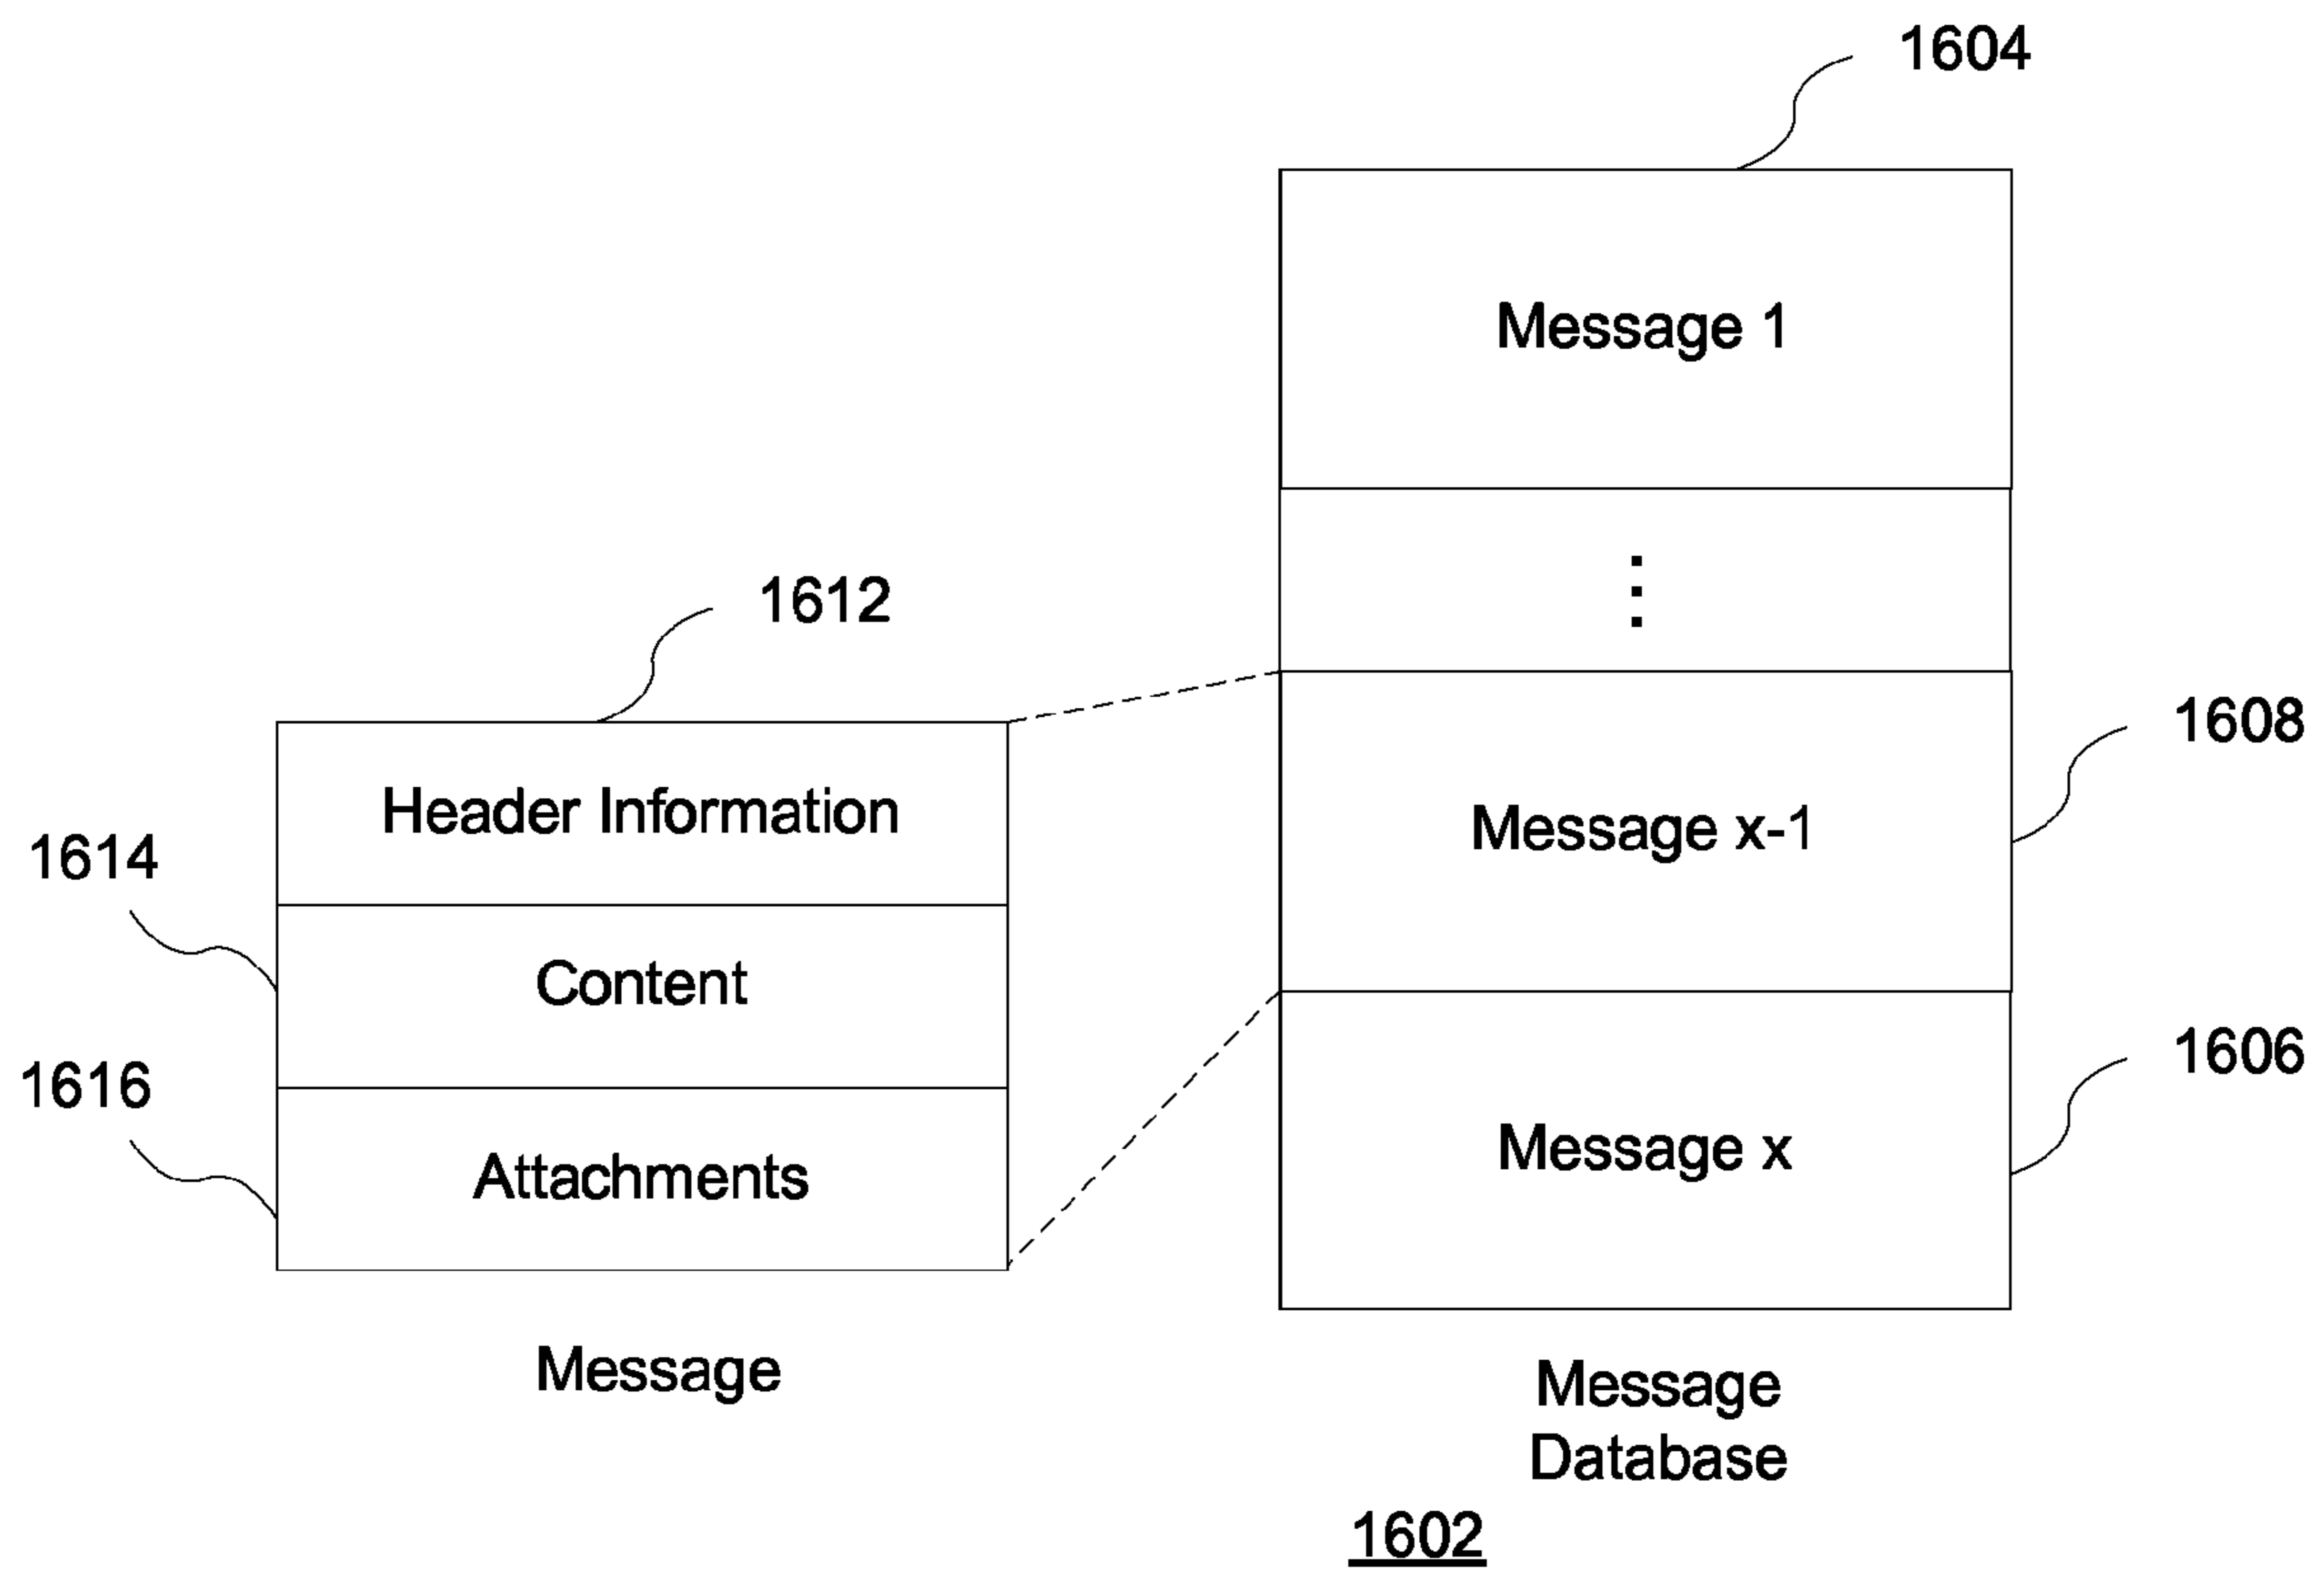 1604
Message 1
⋮
1612
1608
Header Information
Message x-1
1614
Content
1606
1616
Message x
Attachments
Message
Message
Database
1602